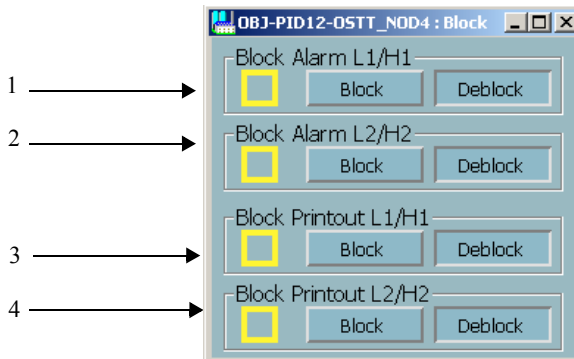 OBJ-PID12-OSTT_NOD4 : Block
Block Alarm L1/H1
1
Block Deblock
Block Alarm L2/H2
2
Block Deblock
Block Printout L1/H1
3
Block Deblock
Block Printout L2/H2
4
Block Deblock